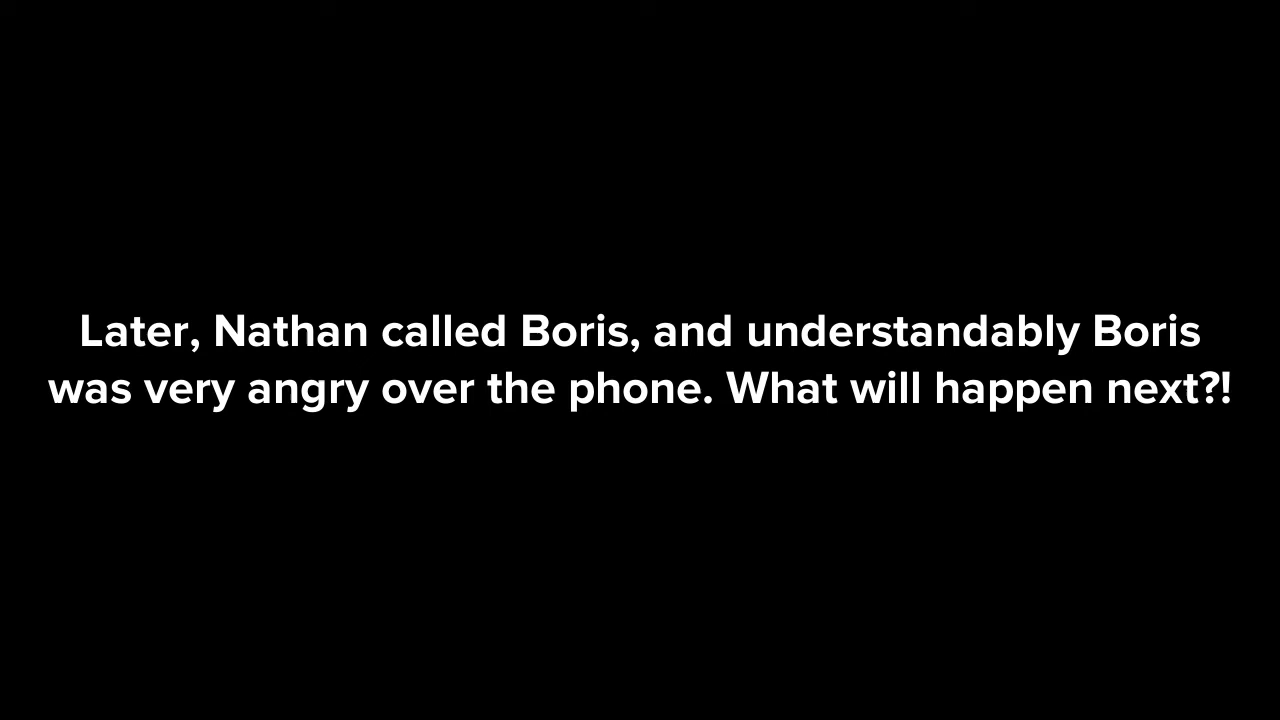 Later, Nathan called Boris, and understandably Boris
was very angry over the phone. What will happen next?!